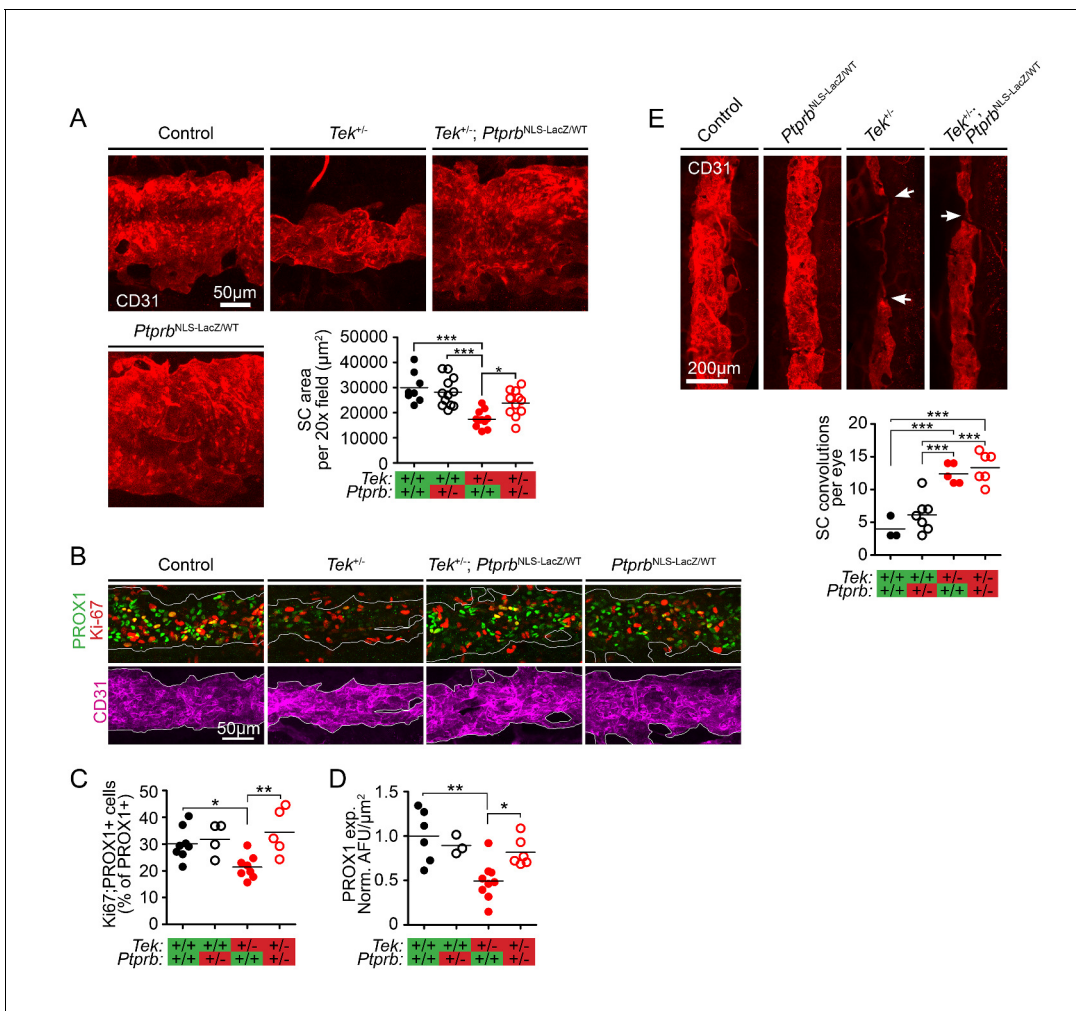 A
Control
Tek+/-
Tek+/-; PtprbNLS-LacZ/WT
CD31
50µm
PtprbNLS-LacZ/WT
SC area
per 20x field (µm²)
50000
40000
30000
20000
10000
0
***
***
*
Tek: +/+ +/+ +/- +/-
Ptprb: +/+ +/- +/+ +/-
B
Control
Tek+/-
Tek+/-; PtprbNLS-LacZ/WT
PtprbNLS-LacZ/WT
PROX1
Ki-67
CD31
50µm
C
Ki67;PROX1+ cells
(% of PROX1+)
50
40
30
20
10
0
*
**
Tek: +/+ +/+ +/- +/-
Ptprb: +/+ +/- +/+ +/-
D
PROX1 exp.
Norm. AFU/µm²
1.5
1.0
0.5
0
**
*
Tek: +/+ +/+ +/- +/-
Ptprb: +/+ +/- +/+ +/-
E
Control
PtprbNLS-LacZ/WT
Tek+/-
Tek+/-;
PtprbNLS-LacZ/WT
CD31
200µm
SC convolutions
per eye
20
15
10
5
0
***
***
***
***
Tek: +/+ +/+ +/- +/-
Ptprb: +/+ +/- +/+ +/-